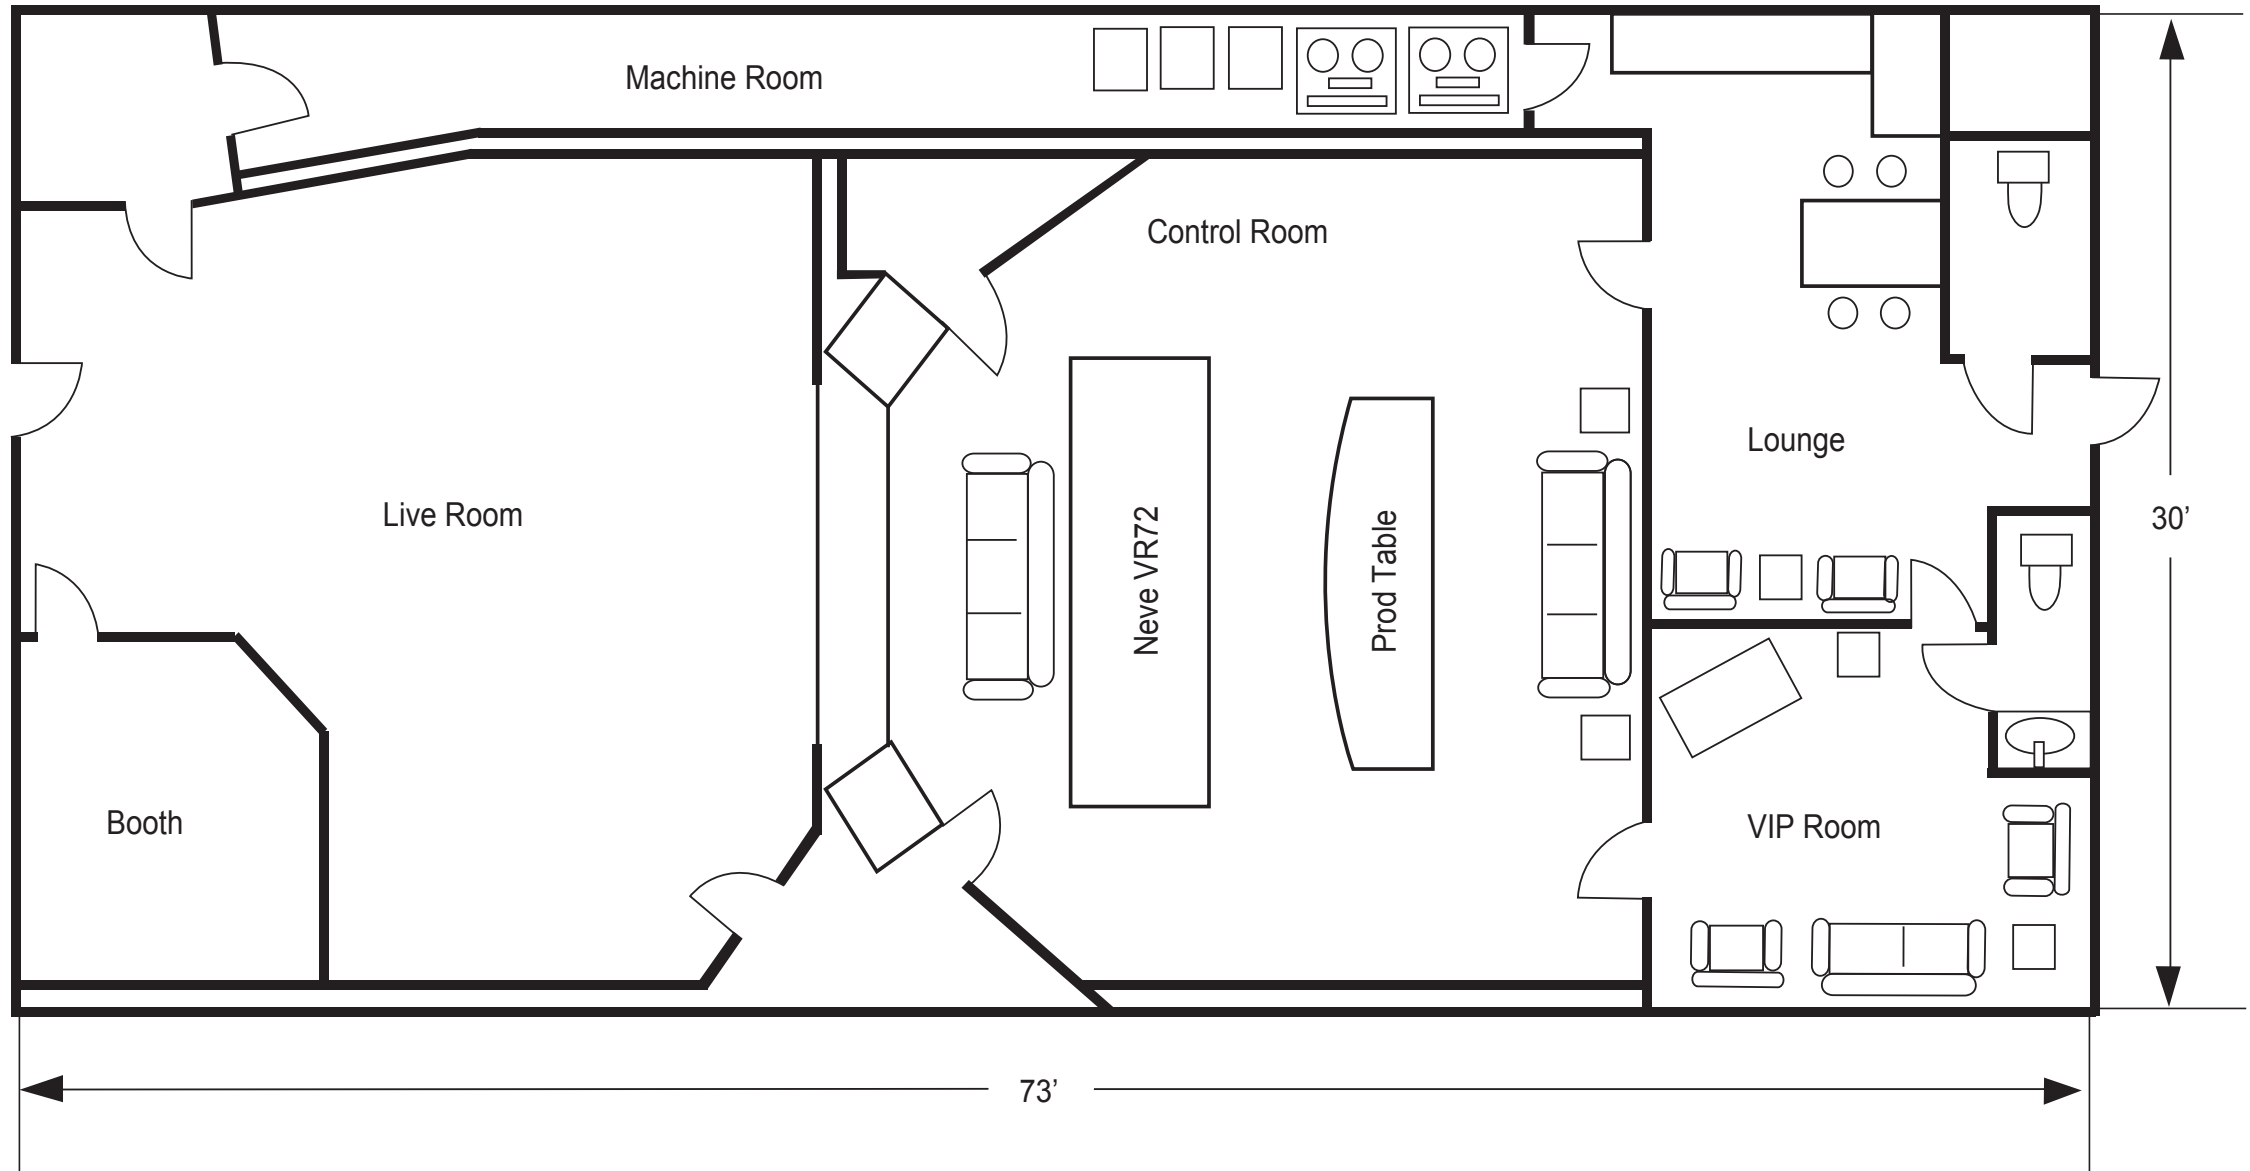 Machine Room
Control Room
Lounge
Live Room
Neve VR72
Prod Table
30’
Booth
VIP Room
73’